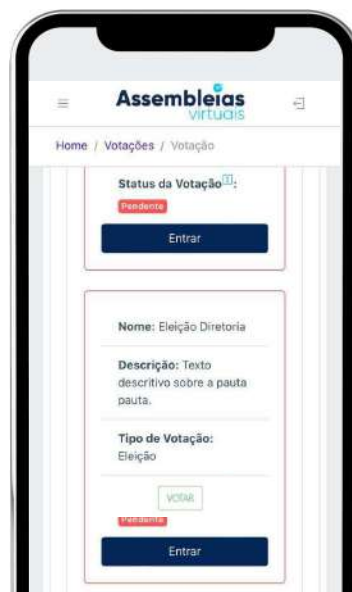 Assembleias
virtuais
Home / Votações / Votação
Status da Votação[i]:
Pendente
Entrar
Nome: Eleição Diretoria
Descrição: Texto
descritivo sobre a pauta
pauta.
Tipo de Votação:
Eleição
VOTAR
Pendente
Entrar